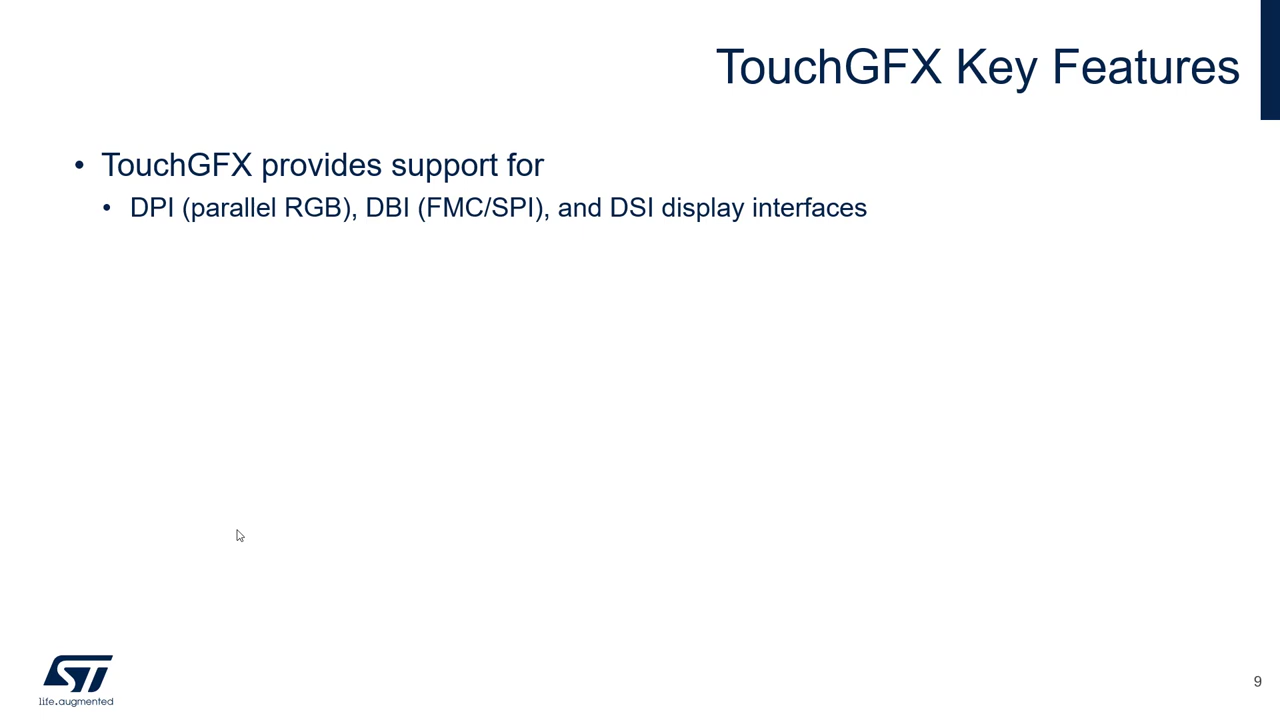 TouchGFX Key Features
• TouchGFX provides support for
• DPI (parallel RGB), DBI (FMC/SPI), and DSI display interfaces
ST
life.augmented
9